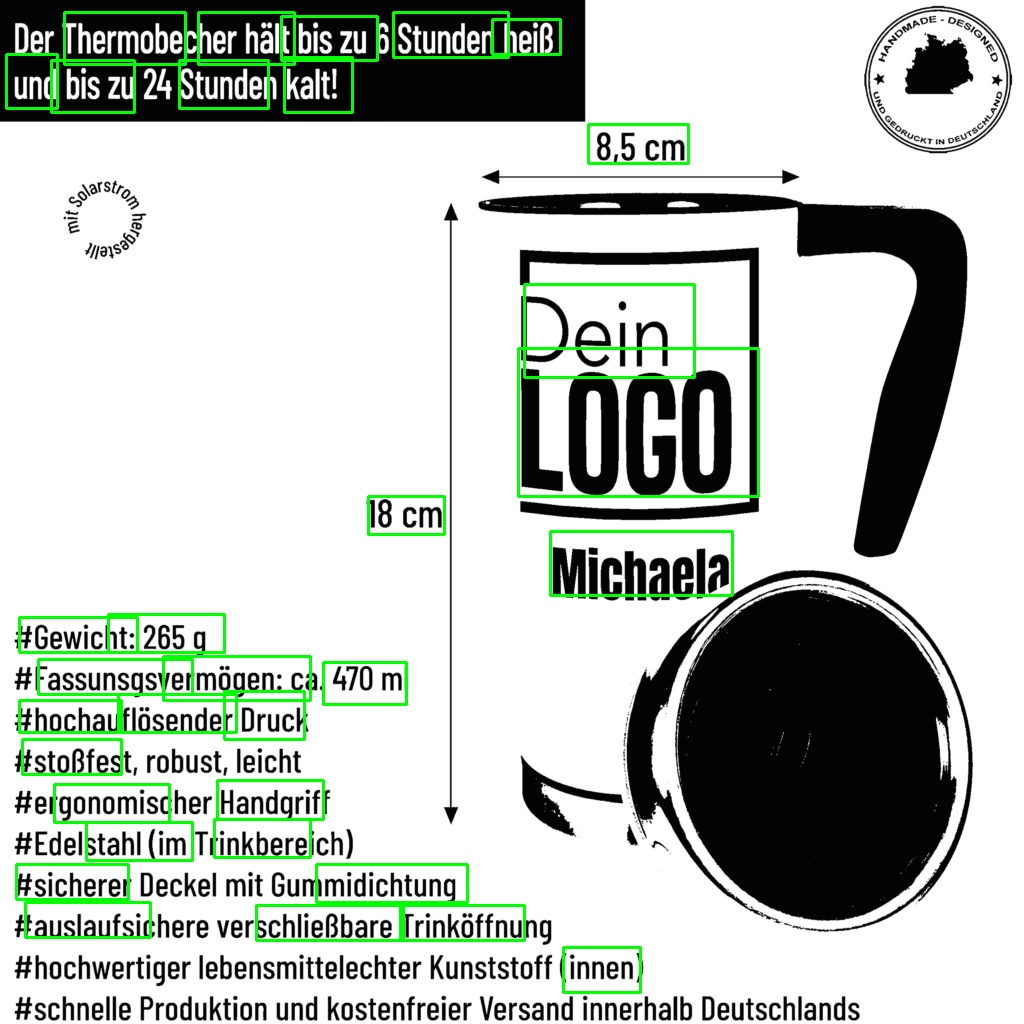 Der Thermobecher hält bis zu 6 Stunden heiß
und bis zu 24 Stunden kalt!
HANDMADE - DESIGNED
UND GEDRUCKT IN DEUTSCHLAND
8,5 cm
mit Solarstrom hergestellt
Dein
LOGO
18 cm
Michaela
#Gewicht: 265 g
#Fassunsgsvermögen: ca. 470 ml
#hochauflösender Druck
#stoßfest, robust, leicht
#ergonomischer Handgriff
#Edelstahl (im Trinkbereich)
#sicherer Deckel mit Gummidichtung
#auslaufsichere verschließbare Trinköffnung
#hochwertiger lebensmittelechter Kunststoff (innen)
#schnelle Produktion und kostenfreier Versand innerhalb Deutschlands